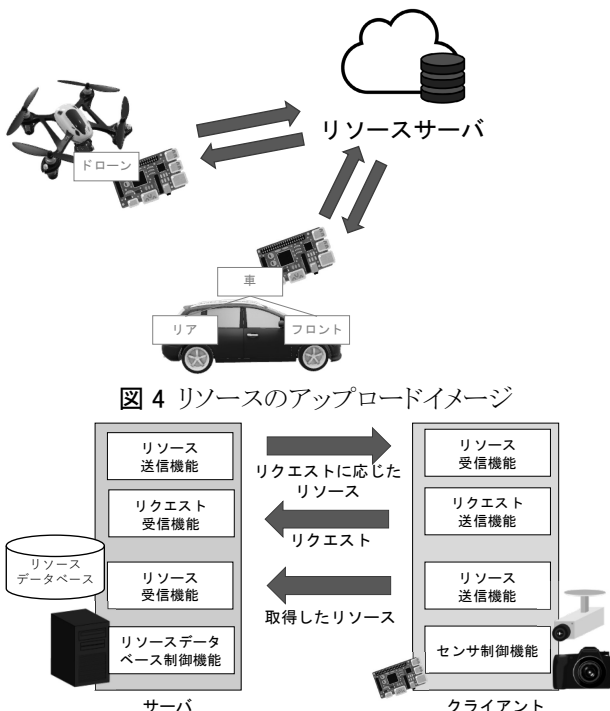 リソースサーバ
ドローン
車
リア
フロント
図 4 リソースのアップロードイメージ
リソース
送信機能
リクエスト
受信機能
リソース
データベース
リソース
受信機能
リソースデータ
ベース制御機能
サーバ
リクエストに応じた
リソース
リクエスト
取得したリソース
リソース
受信機能
リクエスト
送信機能
リソース
送信機能
センサ制御機能
クライアント